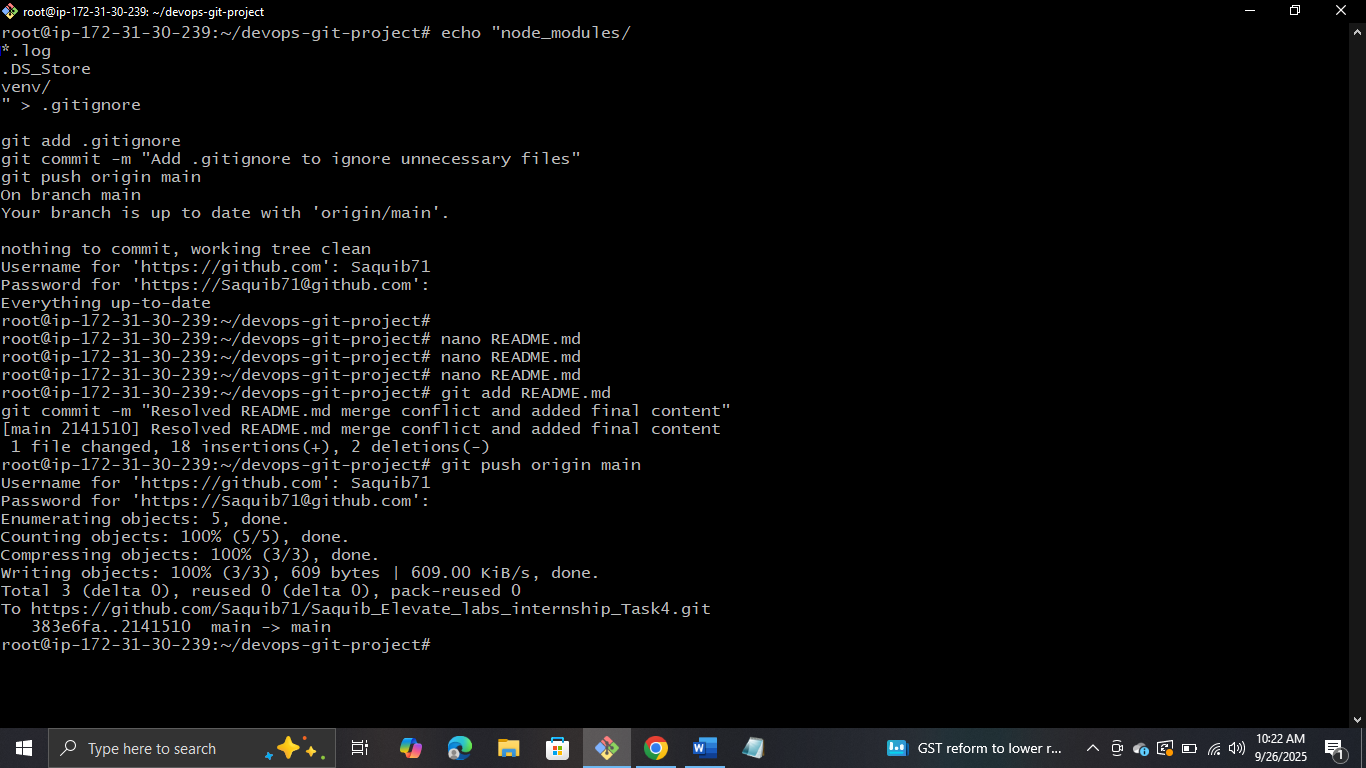 root@ip-172-31-30-239: ~/devops-git-project
root@ip-172-31-30-239:~/devops-git-project# echo "node_modules/
*.log
.DS_Store
venv/
" > .gitignore
git add .gitignore
git commit -m "Add .gitignore to ignore unnecessary files"
git push origin main
On branch main
Your branch is up to date with 'origin/main'.
nothing to commit, working tree clean
Username for 'https://github.com': Saquib71
Password for 'https://Saquib71@github.com':
Everything up-to-date
root@ip-172-31-30-239:~/devops-git-project#
root@ip-172-31-30-239:~/devops-git-project# nano README.md
root@ip-172-31-30-239:~/devops-git-project# nano README.md
root@ip-172-31-30-239:~/devops-git-project# nano README.md
root@ip-172-31-30-239:~/devops-git-project# git add README.md
git commit -m "Resolved README.md merge conflict and added final content"
[main 2141510] Resolved README.md merge conflict and added final content
 1 file changed, 18 insertions(+), 2 deletions(-)
root@ip-172-31-30-239:~/devops-git-project# git push origin main
Username for 'https://github.com': Saquib71
Password for 'https://Saquib71@github.com':
Enumerating objects: 5, done.
Counting objects: 100% (5/5), done.
Compressing objects: 100% (3/3), done.
Writing objects: 100% (3/3), 609 bytes | 609.00 KiB/s, done.
Total 3 (delta 0), reused 0 (delta 0), pack-reused 0
To https://github.com/Saquib71/Saquib_Elevate_labs_internship_Task4.git
   383e6fa..2141510  main -> main
root@ip-172-31-30-239:~/devops-git-project#
Type here to search
GST reform to lower r...
10:22 AM
9/26/2025
1